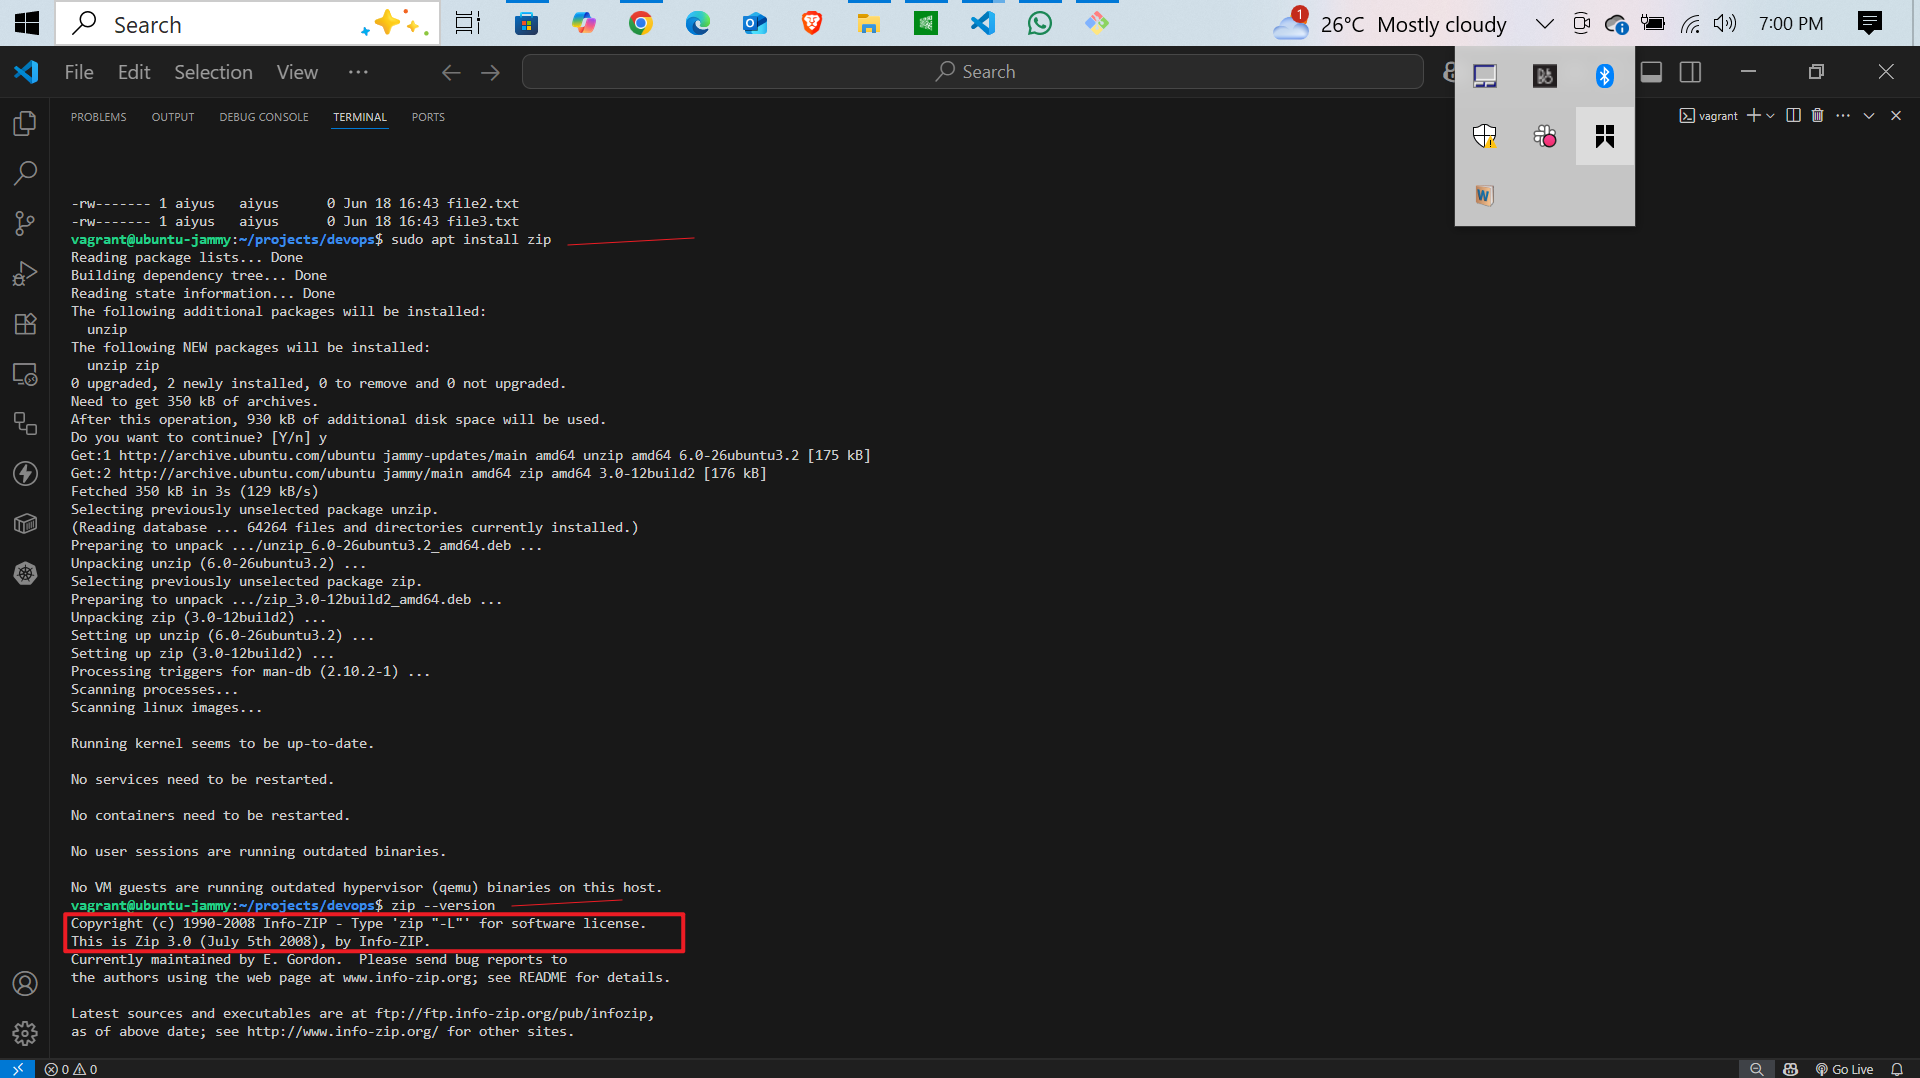 Search
1
26°C Mostly cloudy
7:00 PM
File Edit Selection View ···
Search
PROBLEMS OUTPUT DEBUG CONSOLE TERMINAL PORTS
vagrant
-rw------- 1 aiyus   aiyus      0 Jun 18 16:43 file2.txt
-rw------- 1 aiyus   aiyus      0 Jun 18 16:43 file3.txt
vagrant@ubuntu-jammy:~/projects/devops$ sudo apt install zip
Reading package lists... Done
Building dependency tree... Done
Reading state information... Done
The following additional packages will be installed:
  unzip
The following NEW packages will be installed:
  unzip zip
0 upgraded, 2 newly installed, 0 to remove and 0 not upgraded.
Need to get 350 kB of archives.
After this operation, 930 kB of additional disk space will be used.
Do you want to continue? [Y/n] y
Get:1 http://archive.ubuntu.com/ubuntu jammy-updates/main amd64 unzip amd64 6.0-26ubuntu3.2 [175 kB]
Get:2 http://archive.ubuntu.com/ubuntu jammy/main amd64 zip amd64 3.0-12build2 [176 kB]
Fetched 350 kB in 3s (129 kB/s)
Selecting previously unselected package unzip.
(Reading database ... 64264 files and directories currently installed.)
Preparing to unpack .../unzip_6.0-26ubuntu3.2_amd64.deb ...
Unpacking unzip (6.0-26ubuntu3.2) ...
Selecting previously unselected package zip.
Preparing to unpack .../zip_3.0-12build2_amd64.deb ...
Unpacking zip (3.0-12build2) ...
Setting up unzip (6.0-26ubuntu3.2) ...
Setting up zip (3.0-12build2) ...
Processing triggers for man-db (2.10.2-1) ...
Scanning processes...
Scanning linux images...
Running kernel seems to be up-to-date.
No services need to be restarted.
No containers need to be restarted.
No user sessions are running outdated binaries.
No VM guests are running outdated hypervisor (qemu) binaries on this host.
vagrant@ubuntu-jammy:~/projects/devops$ zip --version
Copyright (c) 1990-2008 Info-ZIP - Type 'zip "-L"' for software license.
This is Zip 3.0 (July 5th 2008), by Info-ZIP.
Currently maintained by E. Gordon.  Please send bug reports to
the authors using the web page at www.info-zip.org; see README for details.
Latest sources and executables are at ftp://ftp.info-zip.org/pub/infozip,
as of above date; see http://www.info-zip.org/ for other sites.
0 0
Go Live